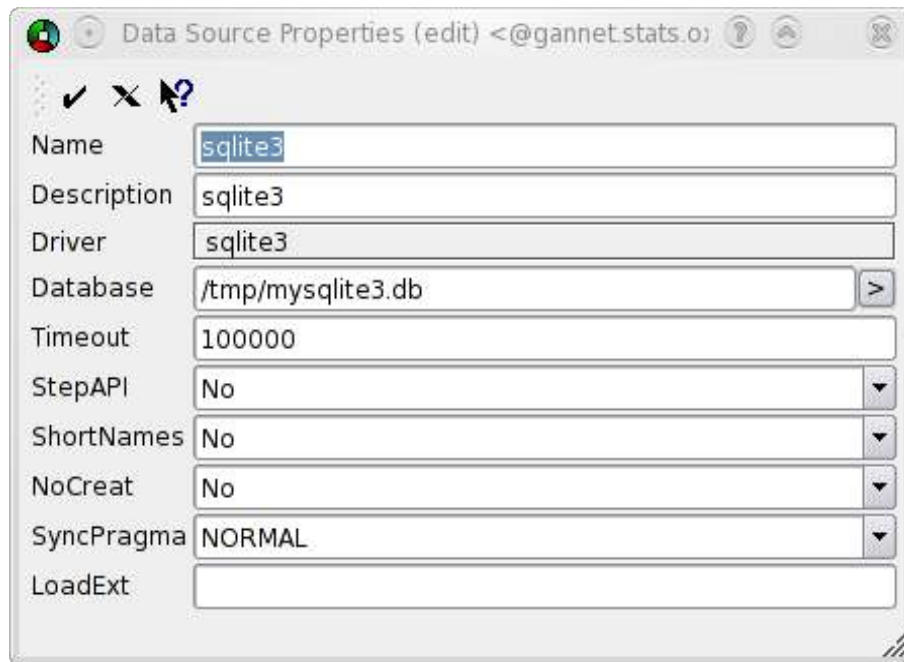 Data Source Properties (edit) <@gannet.stats.o
Name sqlite3
Description sqlite3
Driver sqlite3
Database /tmp/mysqlite3.db >
Timeout 100000
StepAPI No
ShortNames No
NoCreat No
SyncPragma NORMAL
LoadExt